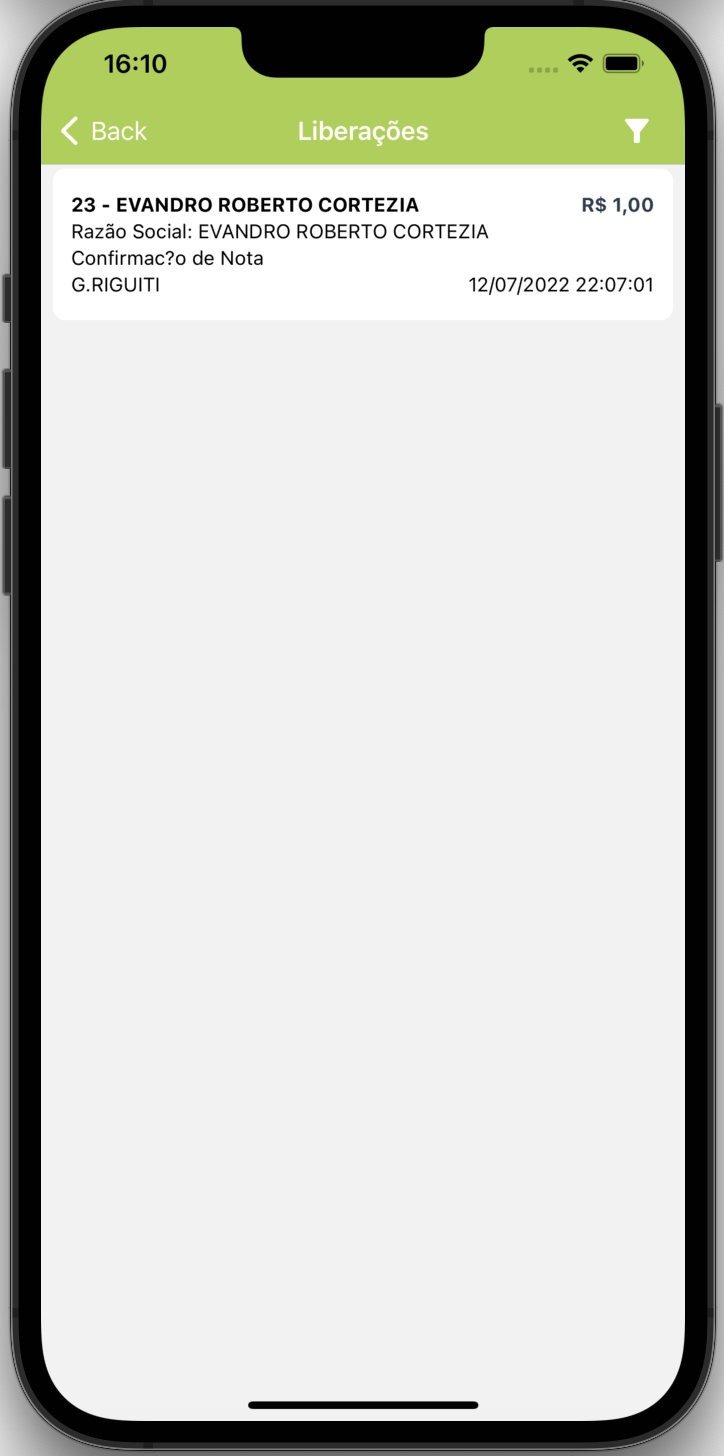 16:10
Back Liberações
23 - EVANDRO ROBERTO CORTEZIA R$ 1,00
Razão Social: EVANDRO ROBERTO CORTEZIA
Confirmac?o de Nota
G.RIGUITI 12/07/2022 22:07:01